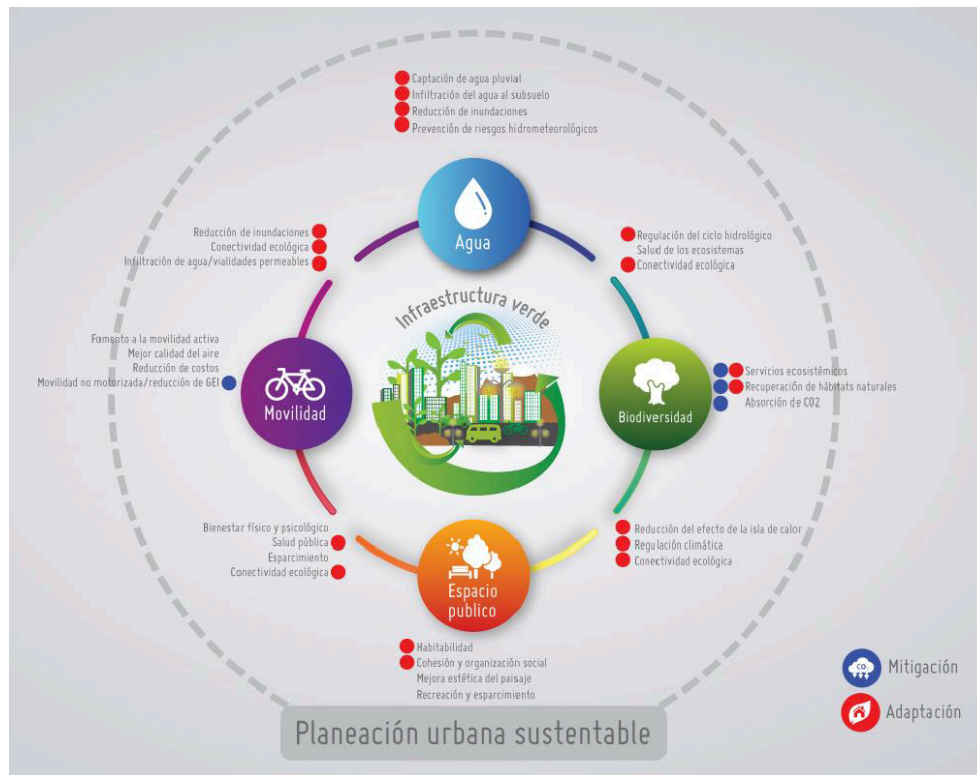 Captación de agua pluvial
Infiltración del agua al subsuelo
Reducción de inundaciones
Prevención de riesgos hidrometeorológicos
Agua
Reducción de inundaciones
Conectividad ecológica
Infiltración de agua/vialidades permeables
Regulación del ciclo hidrológico
Salud de los ecosistemas
Conectividad ecológica
Infraestructura verde
Fomento a la movilidad activa
Mejor calidad del aire
Reducción de costos
Movilidad no motorizada/reducción de GEI
Movilidad
Biodiversidad
Servicios ecosistémicos
Recuperación de hábitats naturales
Absorción de CO2
Bienestar físico y psicológico
Salud pública
Esparcimiento
Conectividad ecológica
Reducción del efecto de la isla de calor
Regulación climática
Conectividad ecológica
Espacio
publico
Habitabilidad
Cohesión y organización social
Mejora estética del paisaje
Recreación y esparcimiento
CO2
Mitigación
Adaptación
Planeación urbana sustentable